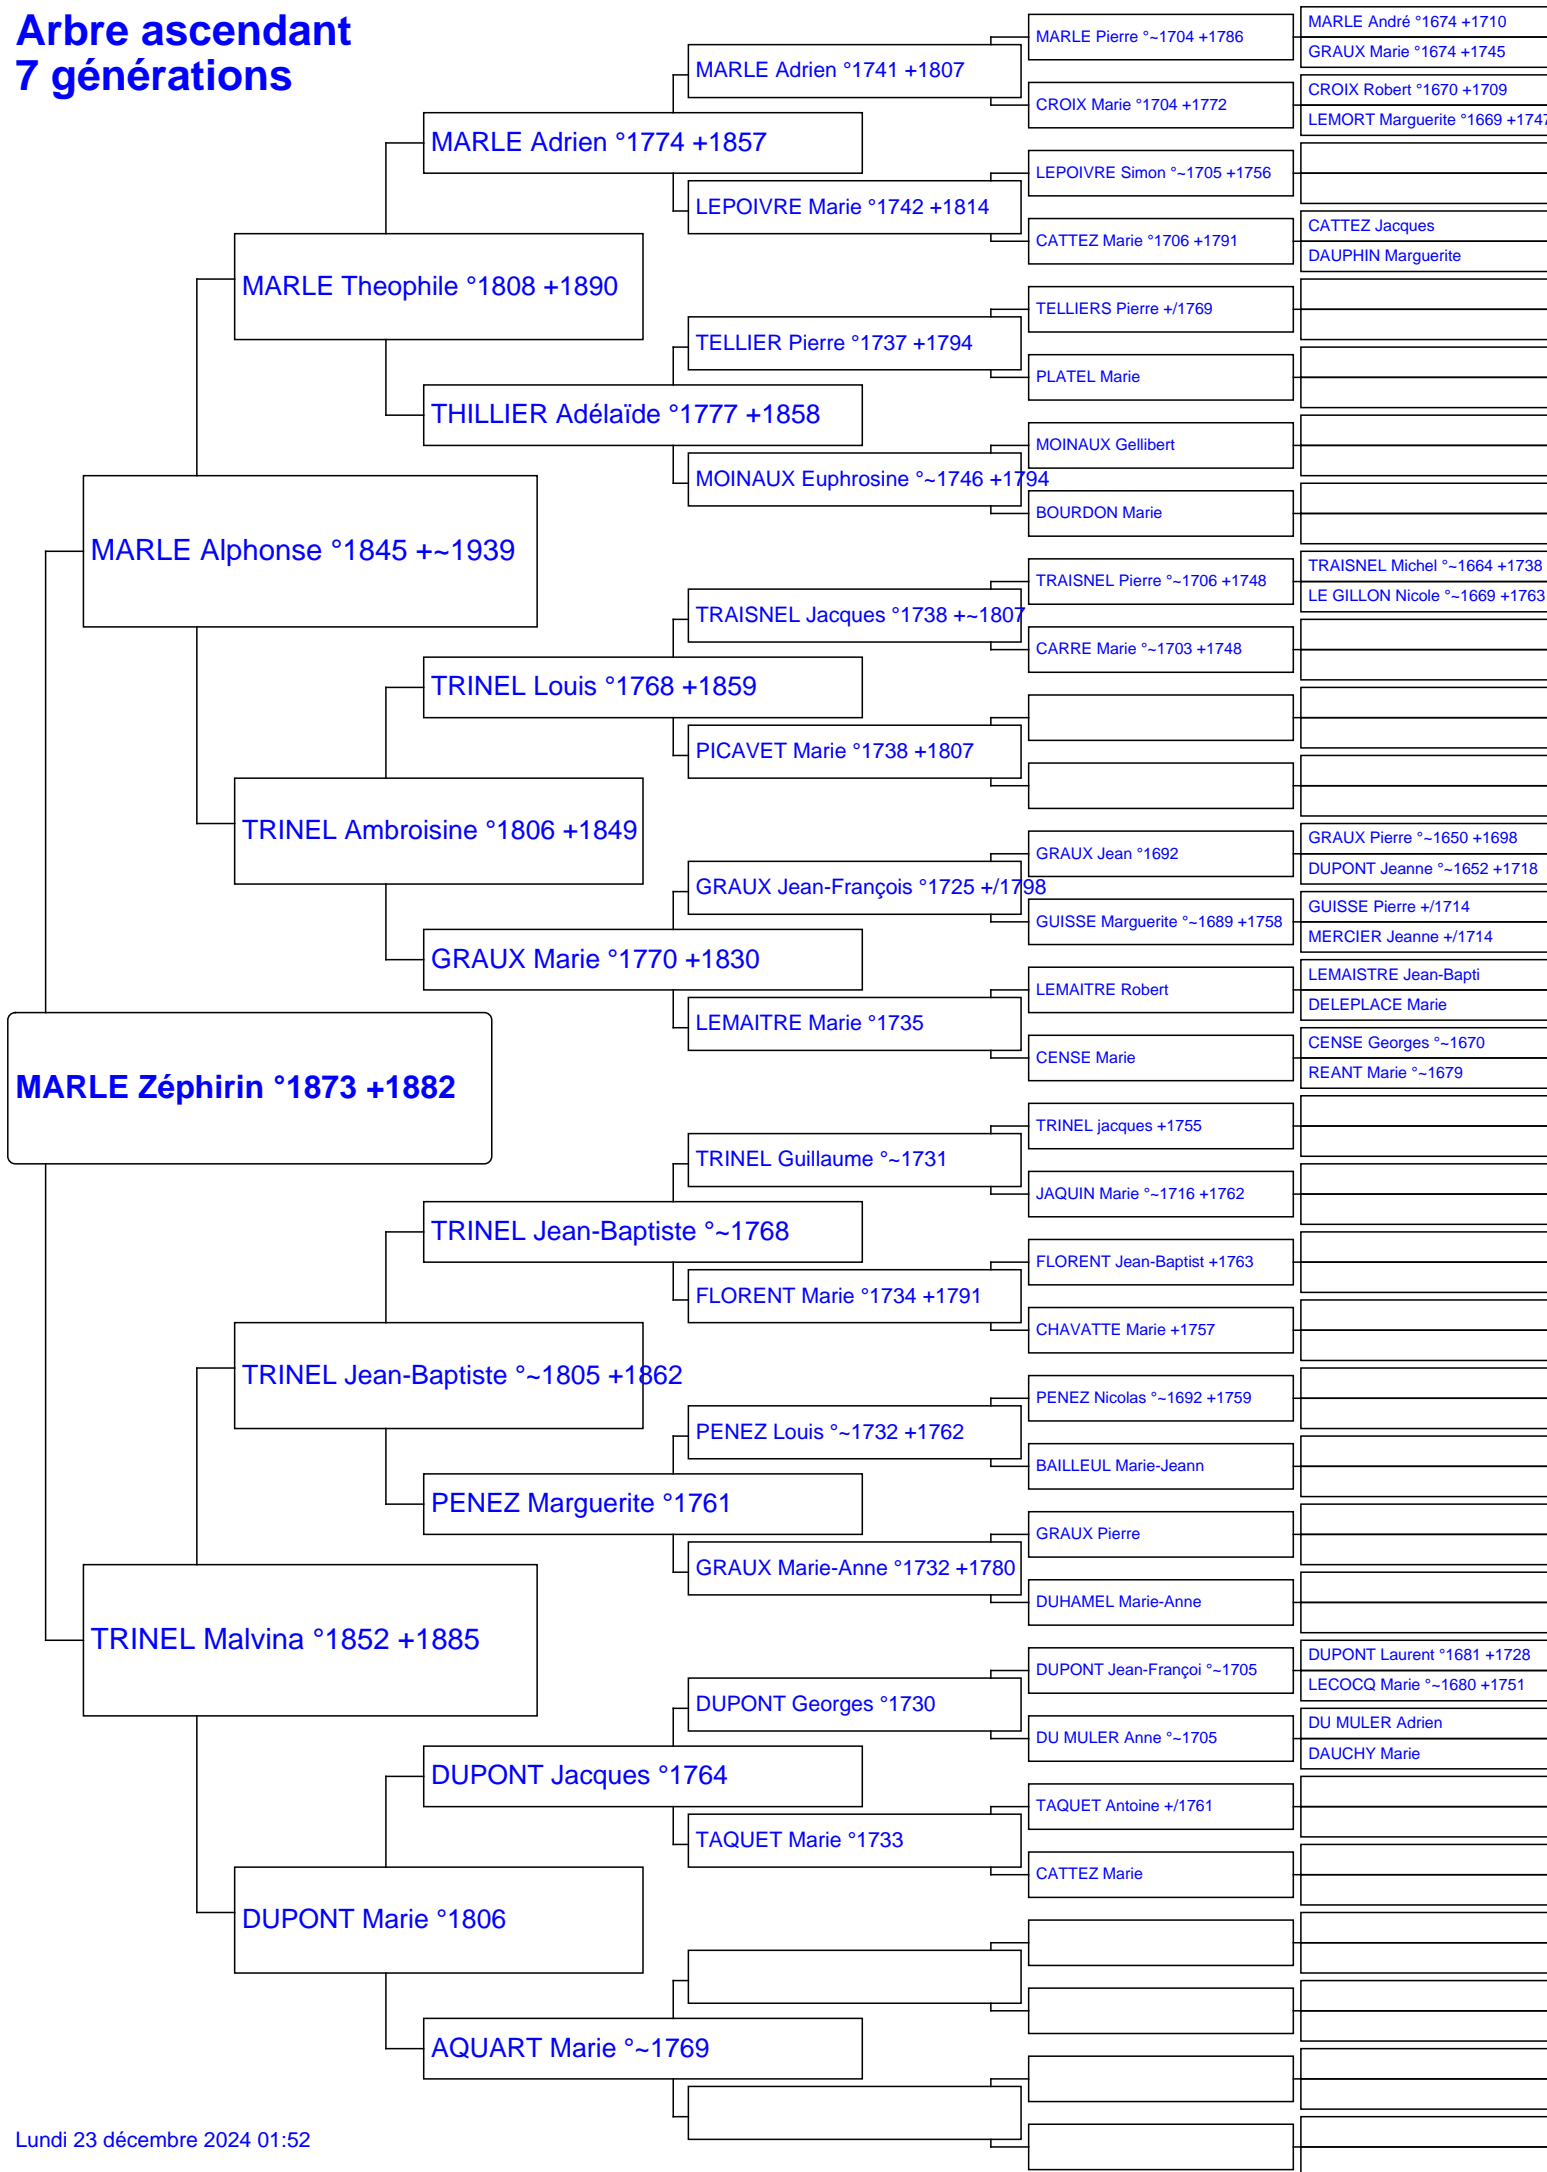 Arbre ascendant
7 générations
MARLE Zéphirin °1873 +1882
MARLE Alphonse °1845 +~1939
TRINEL Malvina °1852 +1885
MARLE Theophile °1808 +1890
TRINEL Ambroisine °1806 +1849
TRINEL Jean-Baptiste °~1805 +1862
DUPONT Marie °1806
MARLE Adrien °1774 +1857
THILLIER Adélaïde °1777 +1858
TRINEL Louis °1768 +1859
GRAUX Marie °1770 +1830
TRINEL Jean-Baptiste °~1768
PENEZ Marguerite °1761
DUPONT Jacques °1764
AQUART Marie °~1769
MARLE Adrien °1741 +1807
LEPOIVRE Marie °1742 +1814
TELLIER Pierre °1737 +1794
MOINAUX Euphrosine °~1746 +1794
TRAISNEL Jacques °1738 +~1807
PICAVET Marie °1738 +1807
GRAUX Jean-François °1725 +/1798
LEMAITRE Marie °1735
TRINEL Guillaume °~1731
FLORENT Marie °1734 +1791
PENEZ Louis °~1732 +1762
GRAUX Marie-Anne °1732 +1780
DUPONT Georges °1730
TAQUET Marie °1733
MARLE Pierre °~1704 +1786
CROIX Marie °1704 +1772
LEPOIVRE Simon °~1705 +1756
CATTEZ Marie °1706 +1791
TELLIERS Pierre +/1769
PLATEL Marie
MOINAUX Gellibert
BOURDON Marie
TRAISNEL Pierre °~1706 +1748
CARRE Marie °~1703 +1748
GRAUX Jean °1692
GUISSE Marguerite °~1689 +1758
LEMAITRE Robert
CENSE Marie
TRINEL jacques +1755
JAQUIN Marie °~1716 +1762
FLORENT Jean-Baptist +1763
CHAVATTE Marie +1757
PENEZ Nicolas °~1692 +1759
BAILLEUL Marie-Jeann
GRAUX Pierre
DUHAMEL Marie-Anne
DUPONT Jean-Françoi °~1705
DU MULER Anne °~1705
TAQUET Antoine +/1761
CATTEZ Marie
MARLE André °1674 +1710
GRAUX Marie °1674 +1745
CROIX Robert °1670 +1709
LEMORT Marguerite °1669 +1747
CATTEZ Jacques
DAUPHIN Marguerite
TRAISNEL Michel °~1664 +1738
LE GILLON Nicole °~1669 +1763
GRAUX Pierre °~1650 +1698
DUPONT Jeanne °~1652 +1718
GUISSE Pierre +/1714
MERCIER Jeanne +/1714
LEMAISTRE Jean-Bapti
DELEPLACE Marie
CENSE Georges °~1670
REANT Marie °~1679
DUPONT Laurent °1681 +1728
LECOCQ Marie °~1680 +1751
DU MULER Adrien
DAUCHY Marie
Lundi 23 décembre 2024 01:52